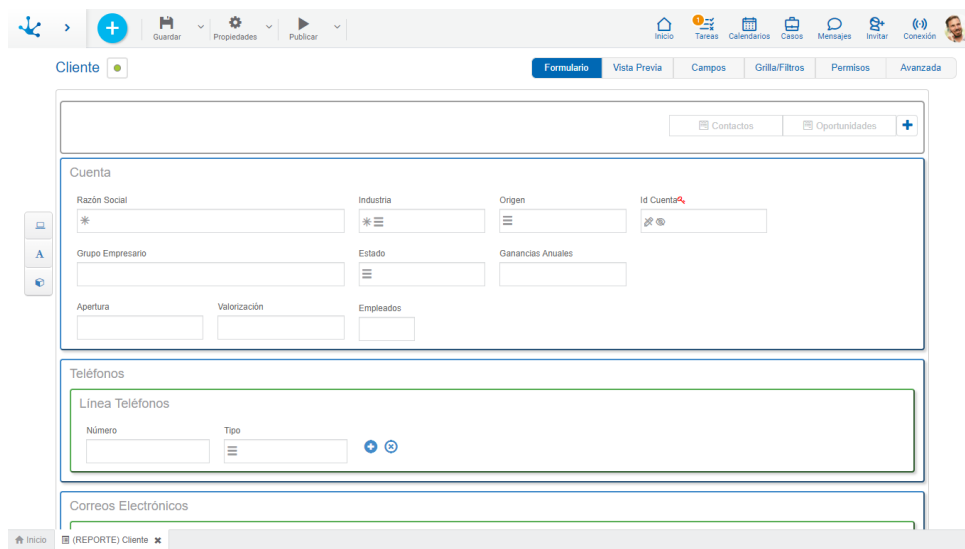 Guardar
Propiedades
Publicar
Inicio
1
Tareas
Calendarios
Casos
Mensajes
Invitar
Conexión
Cliente
Formulario
Vista Previa
Campos
Grilla/Filtros
Permisos
Avanzada
Contactos
Oportunidades
Cuenta
Razón Social
Industria
Origen
Id Cuenta
A
Grupo Empresario
Estado
Ganancias Anuales
Apertura
Valorización
Empleados
Teléfonos
Línea Teléfonos
Número
Tipo
Correos Electrónicos
Inicio
(REPORTE) Cliente